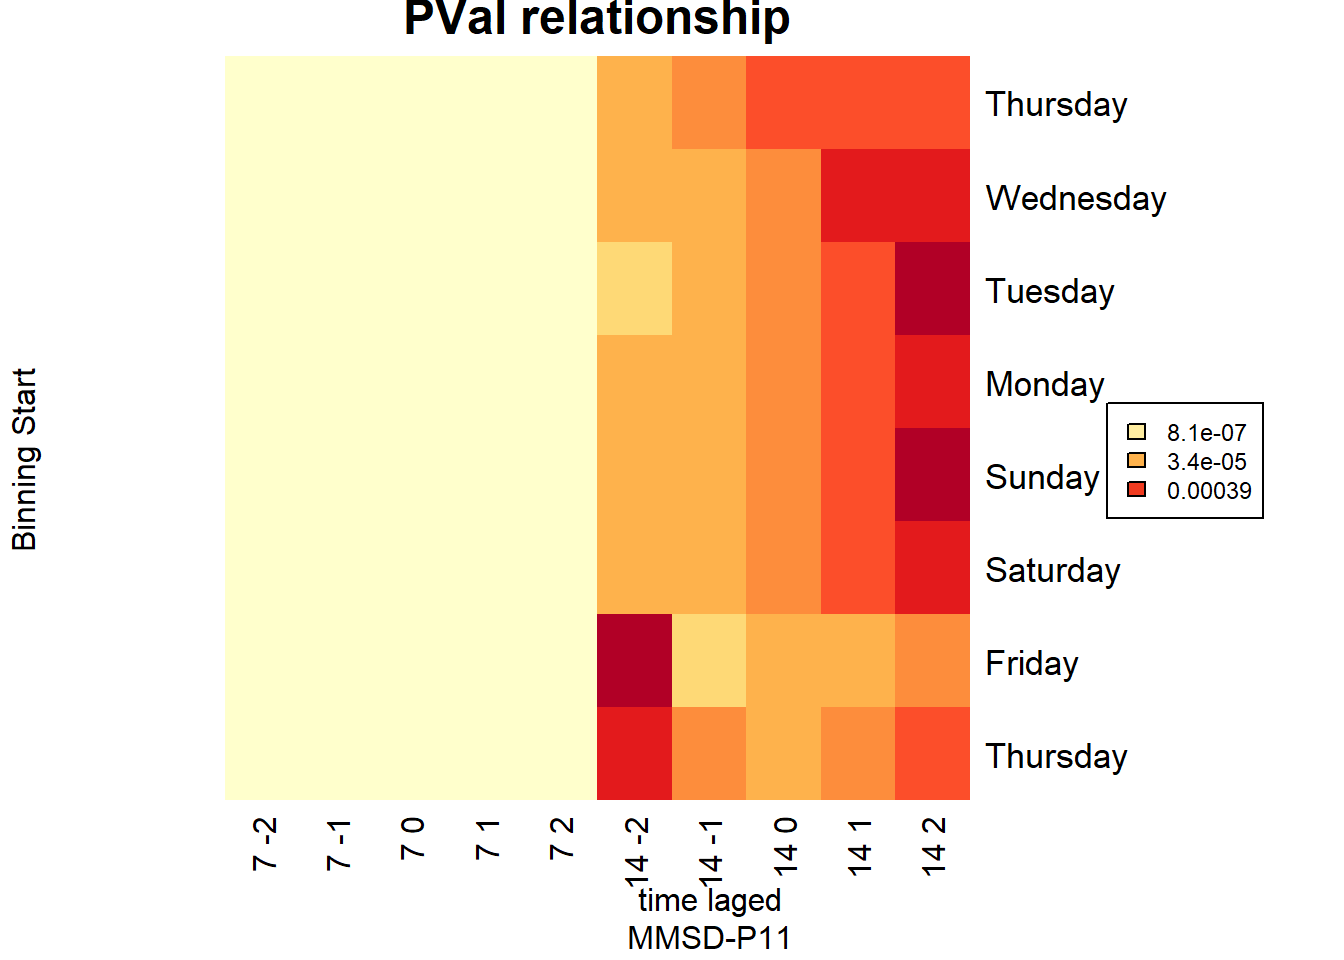 PVal relationship
Thursday
Wednesday
Tuesday
Monday
Sunday
Saturday
Friday
Thursday
Binning Start
8.1e-07
3.4e-05
0.00039
7 -2
7 -1
7 0
7 1
7 2
14 -2
14 -1
14 0
14 1
14 2
time laged
MMSD-P11